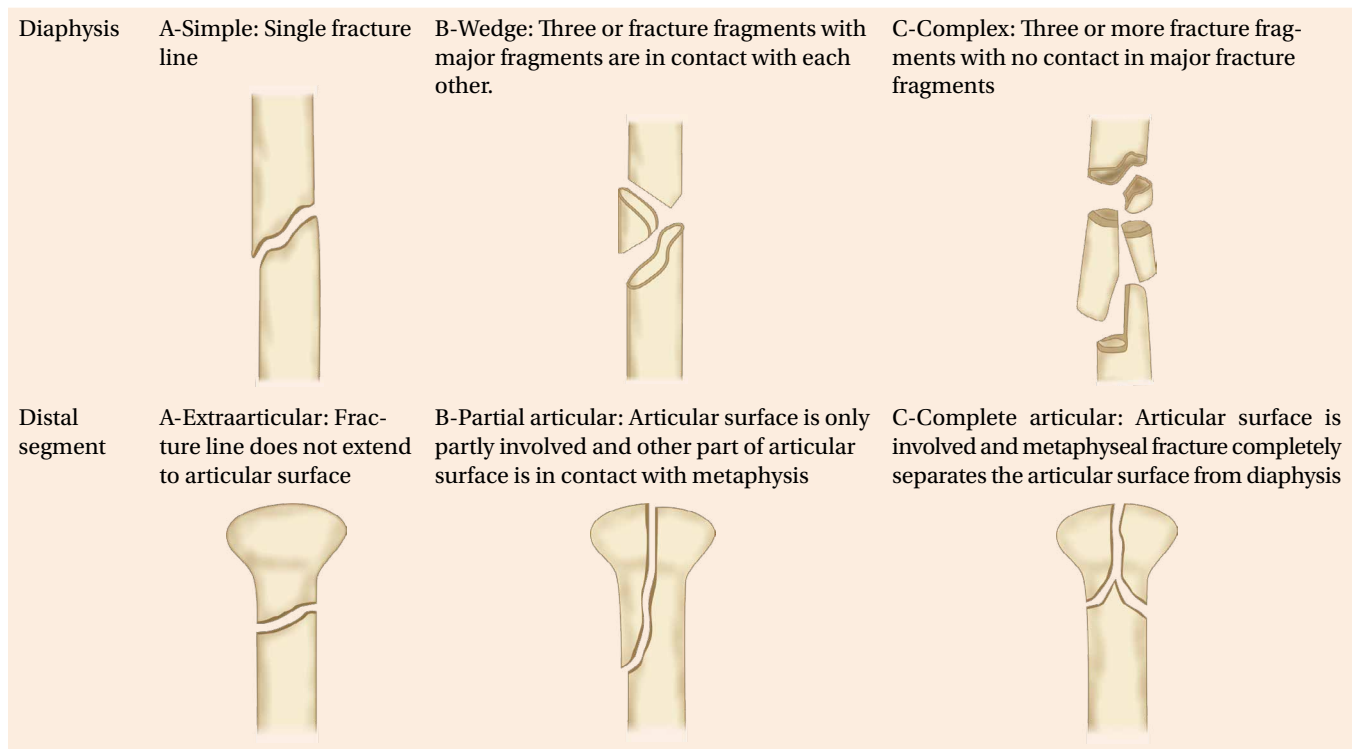 Diaphysis
A-Simple: Single fracture
line
B-Wedge: Three or fracture fragments with
major fragments are in contact with each
other.
C-Complex: Three or more fracture frag-
ments with no contact in major fracture
fragments
Distal
segment
A-Extraarticular: Frac-
ture line does not extend
to articular surface
B-Partial articular: Articular surface is only
partly involved and other part of articular
surface is in contact with metaphysis
C-Complete articular: Articular surface is
involved and metaphyseal fracture completely
separates the articular surface from diaphysis